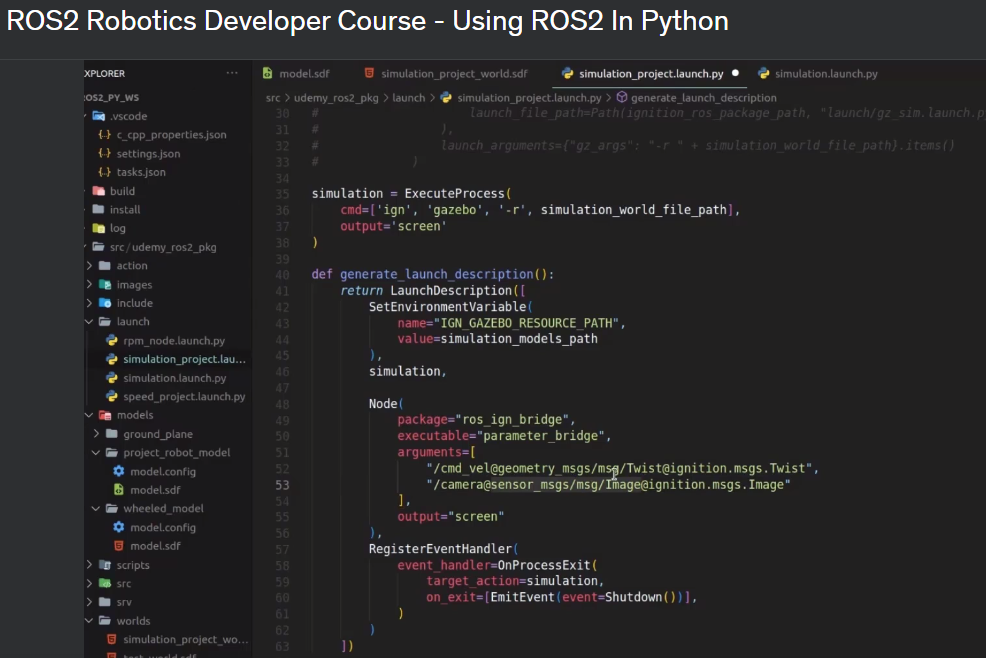 ROS2 Robotics Developer Course - Using ROS2 In Python
XPLORER ···
model.sdf simulation_project_world.sdf simulation_project.launch.py simulation.launch.py
src > udemy_ros2_pkg > launch > simulation_project.launch.py > generate_launch_description
OS2_PY_WS
.vscode
{..} c_cpp_properties.json
{..} settings.json
{..} tasks.json
build
install
log
src / udemy_ros2_pkg
action
images
include
launch
rpm_node.launch.py
simulation_project.lau...
simulation.launch.py
speed_project.launch.py
models
ground_plane
project_robot_model
model.config
model.sdf
wheeled_model
model.config
model.sdf
scripts
src
srv
worlds
simulation_project_wo...
30 # launch_file_path=Path(ignition_ros_package_path, "launch/gz_sim.launch.p
31 # ),
32 # launch_arguments={"gz_args": "-r " + simulation_world_file_path}.items()
33 # )
34
35 simulation = ExecuteProcess(
36 cmd=['ign', 'gazebo', '-r', simulation_world_file_path],
37 output='screen'
38 )
39
40 def generate_launch_description():
41 return LaunchDescription([
42 SetEnvironmentVariable(
43 name="IGN_GAZEBO_RESOURCE_PATH",
44 value=simulation_models_path
45 ),
46 simulation,
47
48 Node(
49 package="ros_ign_bridge",
50 executable="parameter_bridge",
51 arguments=[
52 "/cmd_vel@geometry_msgs/msg/Twist@ignition.msgs.Twist",
53 "/camera@sensor_msgs/msg/Image@ignition.msgs.Image"
54 ],
55 output="screen"
56 ),
57 RegisterEventHandler(
58 event_handler=OnProcessExit(
59 target_action=simulation,
60 on_exit=[EmitEvent(event=Shutdown())],
61 )
62 )
63 ])